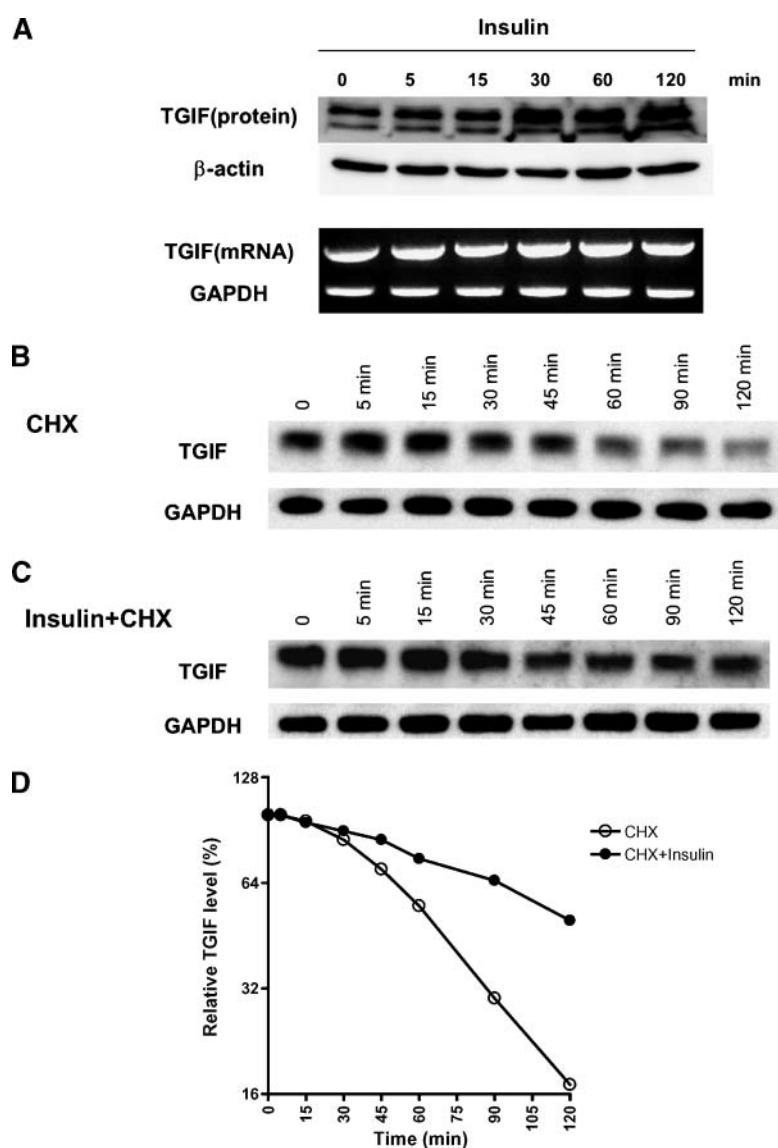 A
Insulin
0 5 15 30 60 120 min
TGIF(protein)
β-actin
TGIF(mRNA)
GAPDH
B
0 5 min 15 min 30 min 45 min 60 min 90 min 120 min
CHX
TGIF
GAPDH
C
0 5 min 15 min 30 min 45 min 60 min 90 min 120 min
Insulin+CHX
TGIF
GAPDH
D
Relative TGIF level (%)
128
64
32
16
CHX
CHX+Insulin
0 15 30 45 60 75 90 105 120
Time (min)